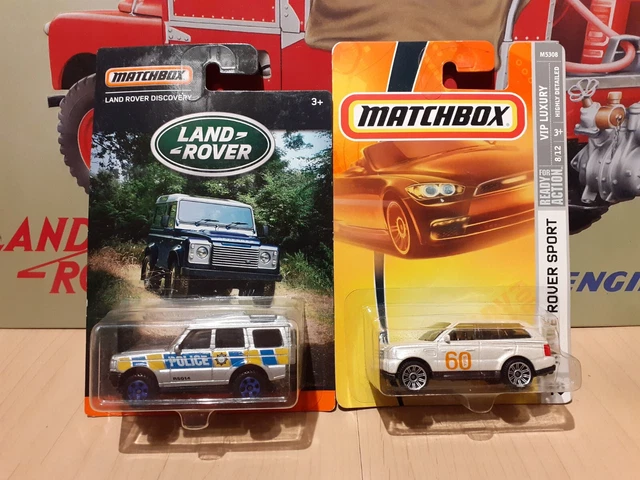 MATCHBOX
LAND ROVER DISCOVERY
3+
LAND-
-ROVER
POLICE
MATCHBOX
M5308
HIGHLY DETAILED
VIP LUXURY
3+
8/12
READY FOR
ACTION
ROVER SPORT
60
LAND
RO
ENGI